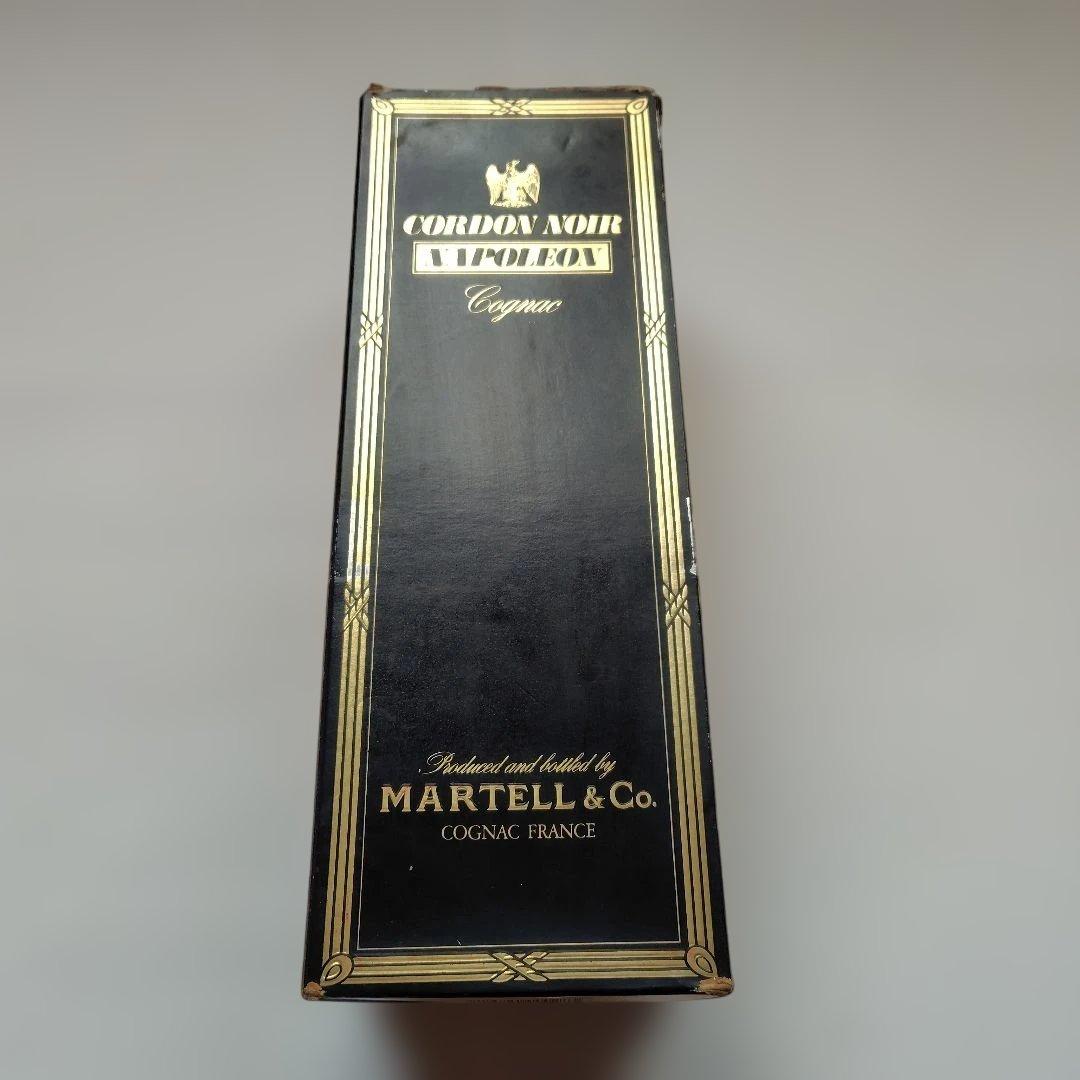 CORDON NOIR
NAPOLEON
Cognac
Produced and bottled by
MARTELL & Co.
COGNAC FRANCE